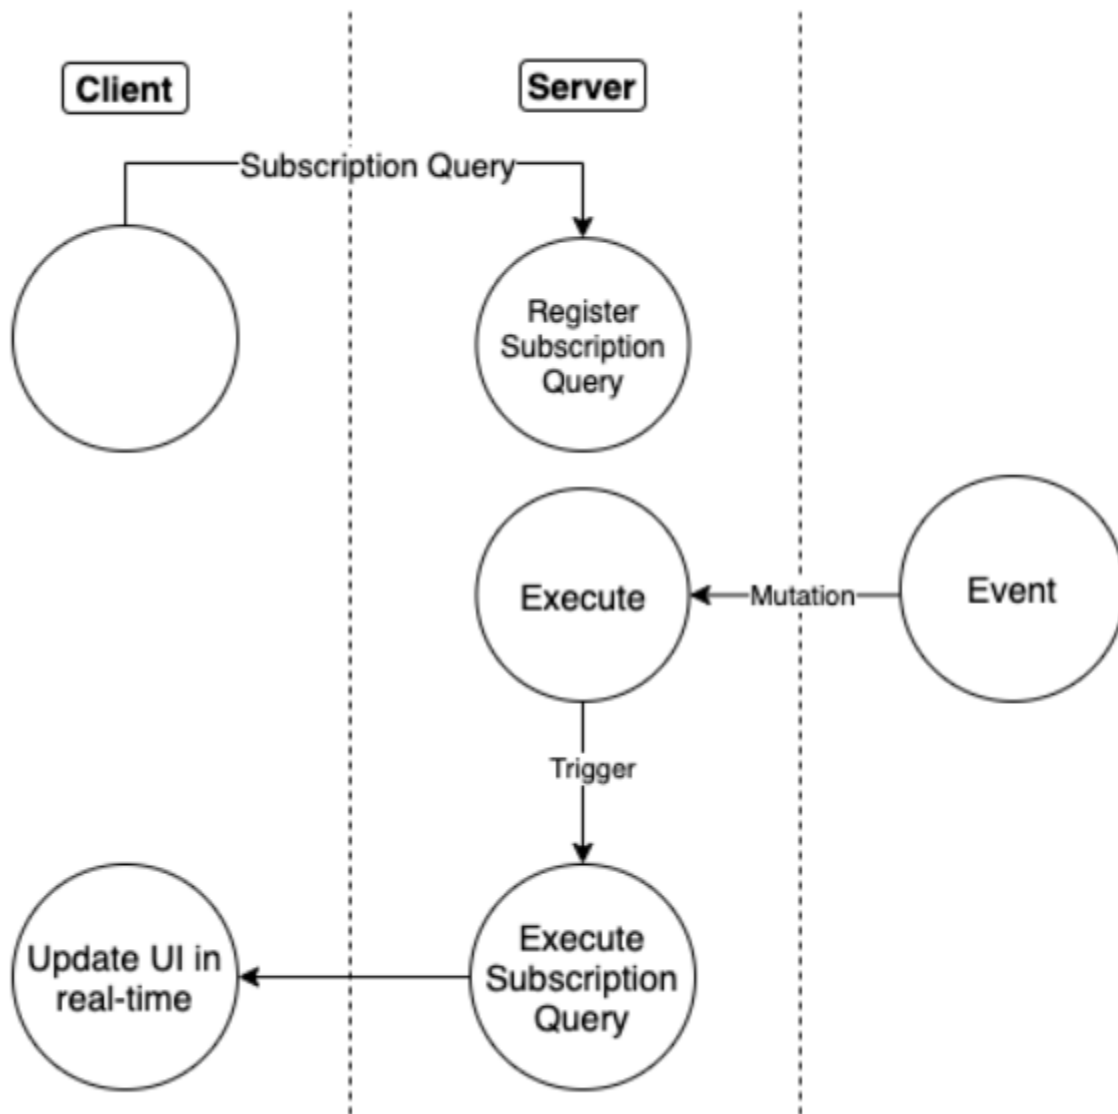 Client
Server
Subscription Query
Register
Subscription
Query
Execute
Mutation
Event
Trigger
Update UI in
real-time
Execute
Subscription
Query